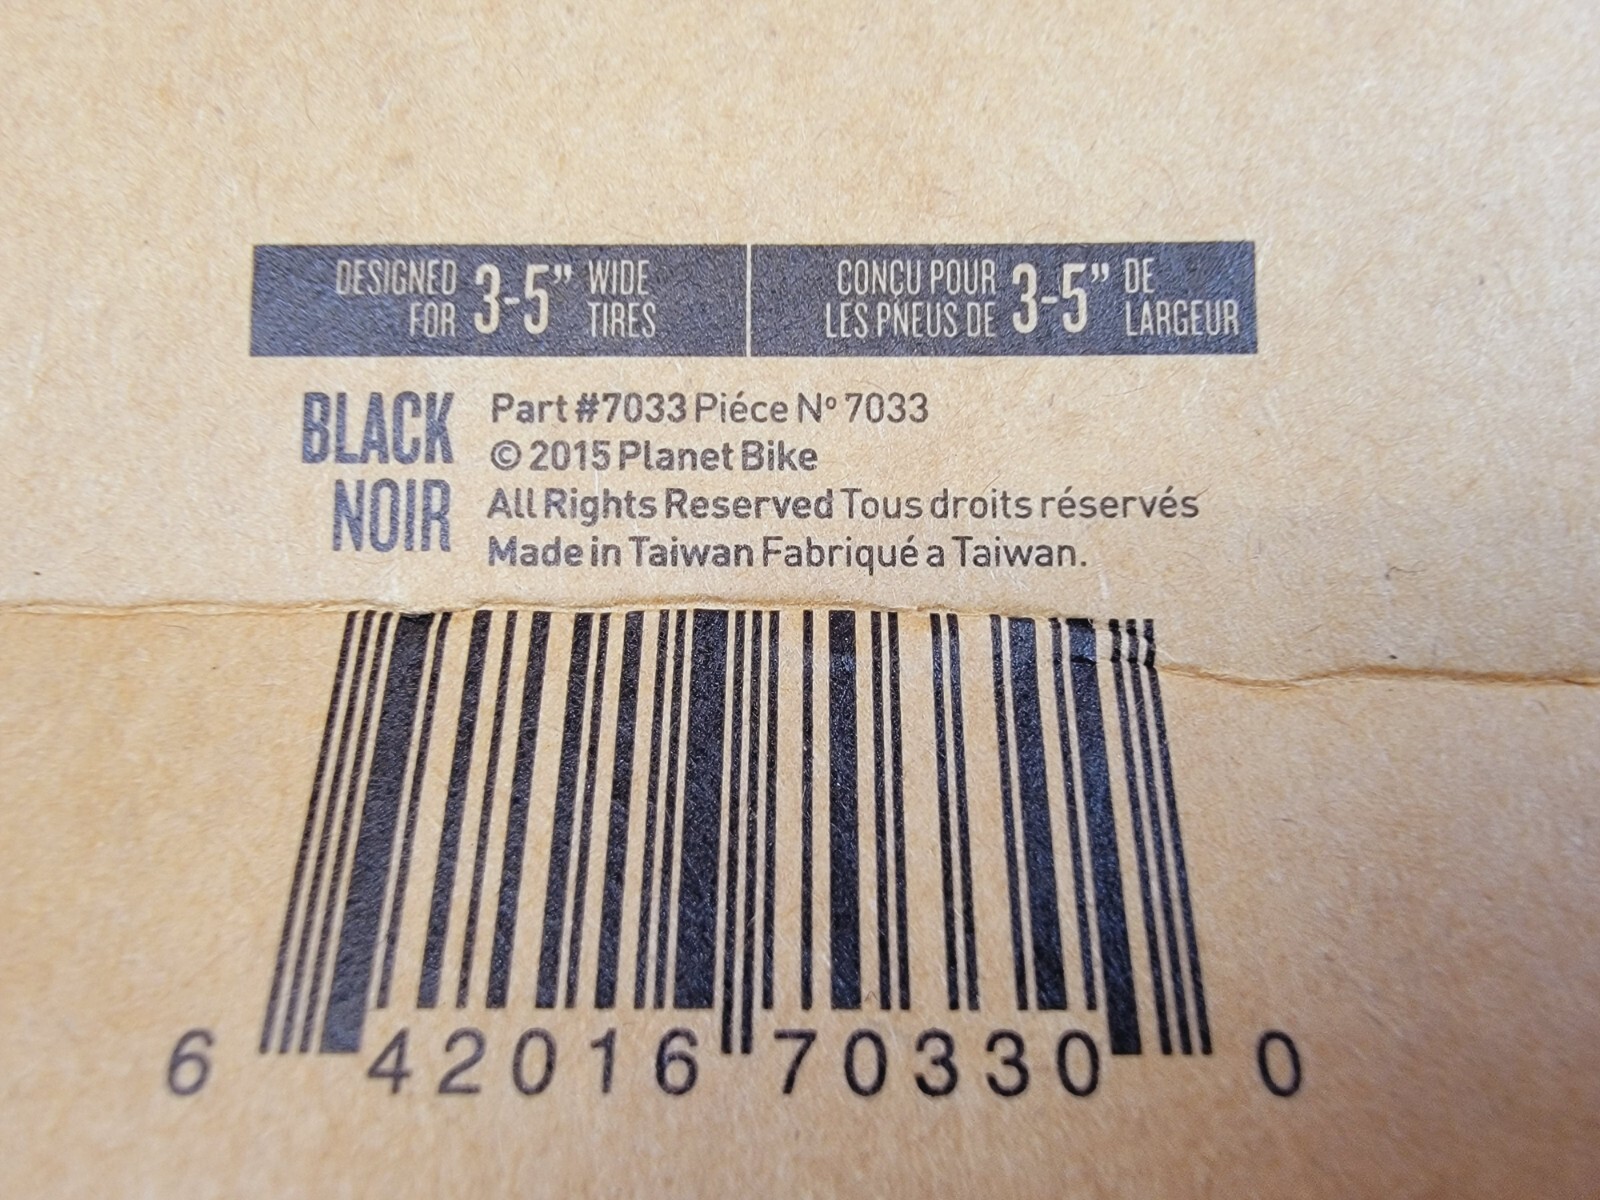 DESIGNED FOR 3-5” WIDE TIRES
CONÇU POUR LES PNEUS DE 3-5” DE LARGEUR
BLACK
NOIR
Part #7033 Piéce Nº 7033
© 2015 Planet Bike
All Rights Reserved Tous droits réservés
Made in Taiwan Fabriqué a Taiwan.
6 42016 70330 0